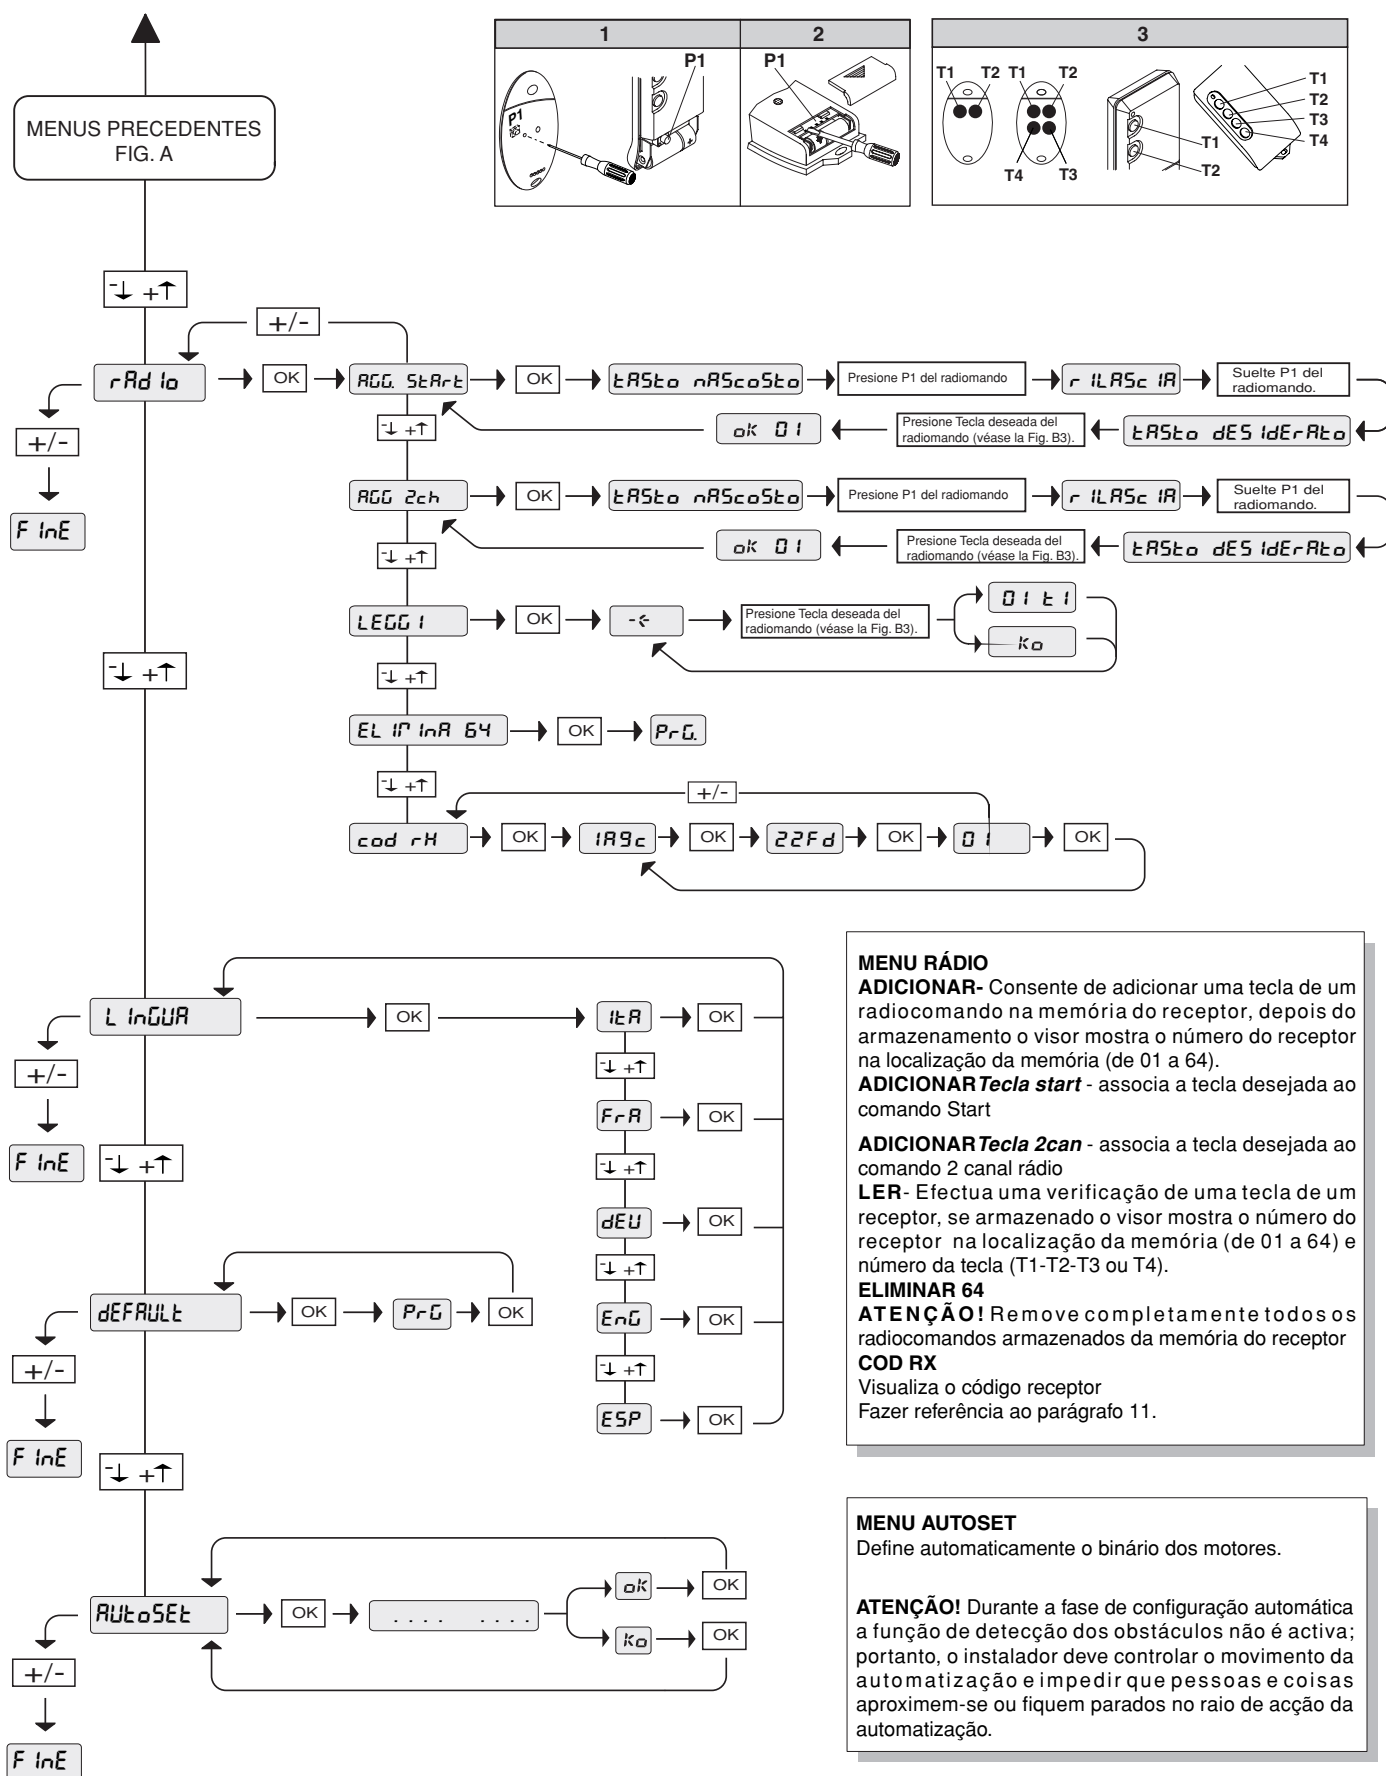 1
2
3
P1
P1
P1
T1 T2 T1 T2
T4 T3
T1
T2
T1
T2
T3
T4
MENUS PRECEDENTES
FIG. A
-↓ +↑
+/-
rAdIo
OK
AGG. StArt
OK
tASto nAScoSto
Presione P1 del radiomando
rILASc IA
Suelte P1 del
radiomando.
+/-
-↓ +↑
oK 01
Presione Tecla deseada del
radiomando (véase la Fig. B3).
tASto dESIdErAto
FInE
AGG 2ch
OK
tASto nAScoSto
Presione P1 del radiomando
rILASc IA
Suelte P1 del
radiomando.
-↓ +↑
oK 01
Presione Tecla deseada del
radiomando (véase la Fig. B3).
tASto dESIdErAto
LEGGI
OK
-<-
Presione Tecla deseada del
radiomando (véase la Fig. B3).
01 t1
Ko
-↓ +↑
-↓ +↑
ELIMInA 64
OK
PrG.
-↓ +↑
+/-
cod rH
OK
1A9c
OK
22Fd
OK
01
OK
LInGUA
OK
ItA
OK
-↓ +↑
+/-
FrA
OK
FInE
-↓ +↑
-↓ +↑
dEU
OK
-↓ +↑
dEFAULt
OK
PrG
OK
EnG
OK
+/-
-↓ +↑
ESP
OK
FInE
-↓ +↑
AUtoSEt
OK
.... ....
oK
OK
Ko
OK
+/-
FInE
MENU RÁDIO
ADICIONAR- Consente de adicionar uma tecla de um
radiocomando na memória do receptor, depois do
armazenamento o visor mostra o número do receptor
na localização da memória (de 01 a 64).
ADICIONAR Tecla start - associa a tecla desejada ao
comando Start
ADICIONAR Tecla 2can - associa a tecla desejada ao
comando 2 canal rádio
LER- Efectua uma verificação de uma tecla de um
receptor, se armazenado o visor mostra o número do
receptor na localização da memória (de 01 a 64) e
número da tecla (T1-T2-T3 ou T4).
ELIMINAR 64
ATENÇÃO! Remove completamente todos os
radiocomandos armazenados da memória do receptor
COD RX
Visualiza o código receptor
Fazer referência ao parágrafo 11.
MENU AUTOSET
Define automaticamente o binário dos motores.
ATENÇÃO! Durante a fase de configuração automática
a função de detecção dos obstáculos não é activa;
portanto, o instalador deve controlar o movimento da
automatização e impedir que pessoas e coisas
aproximem-se ou fiquem parados no raio de acção da
automatização.